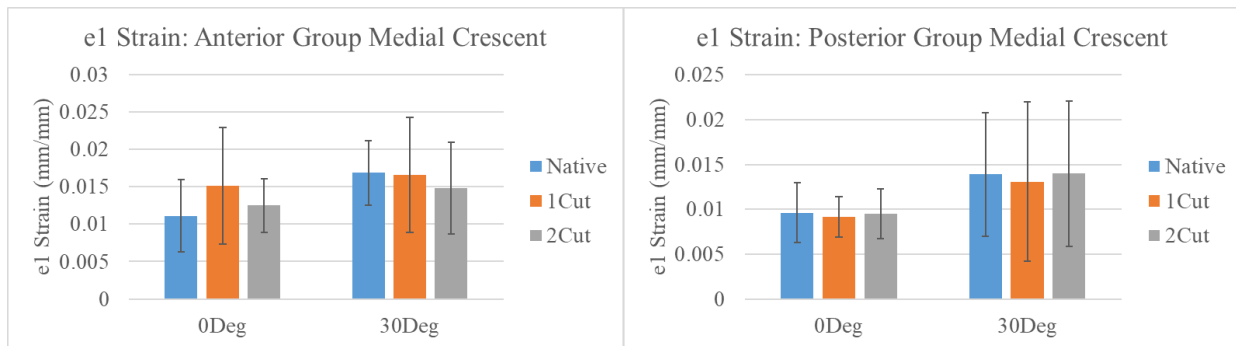 e1 Strain: Anterior Group Medial Crescent
e1 Strain (mm/mm)
0.03
0.025
0.02
0.015
0.01
0.005
0
0Deg
30Deg
Native
1Cut
2Cut
e1 Strain: Posterior Group Medial Crescent
e1 Strain (mm/mm)
0.025
0.02
0.015
0.01
0.005
0
0Deg
30Deg
Native
1Cut
2Cut